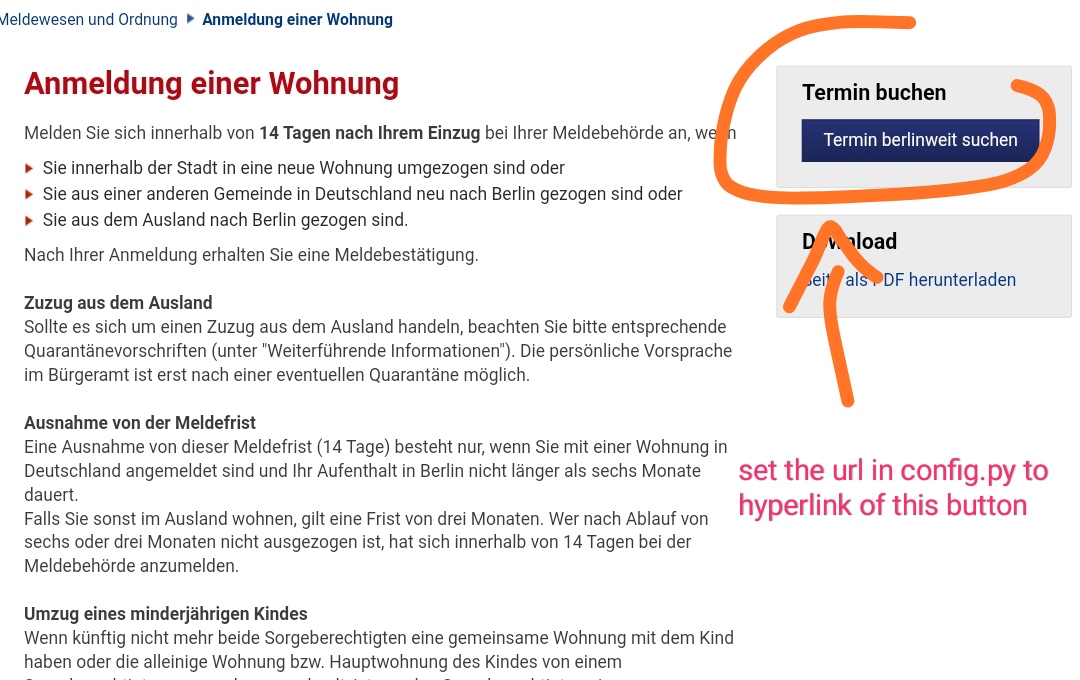 Meldewesen und Ordnung Anmeldung einer Wohnung
Anmeldung einer Wohnung
Melden Sie sich innerhalb von 14 Tagen nach Ihrem Einzug bei Ihrer Meldebehörde an, wenn
Sie innerhalb der Stadt in eine neue Wohnung umgezogen sind oder
Sie aus einer anderen Gemeinde in Deutschland neu nach Berlin gezogen sind oder
Sie aus dem Ausland nach Berlin gezogen sind.
Nach Ihrer Anmeldung erhalten Sie eine Meldebestätigung.
Zuzug aus dem Ausland
Sollte es sich um einen Zuzug aus dem Ausland handeln, beachten Sie bitte entsprechende
Quarantänevorschriften (unter "Weiterführende Informationen"). Die persönliche Vorsprache
im Bürgeramt ist erst nach einer eventuellen Quarantäne möglich.
Ausnahme von der Meldefrist
Eine Ausnahme von dieser Meldefrist (14 Tage) besteht nur, wenn Sie mit einer Wohnung in
Deutschland angemeldet sind und Ihr Aufenthalt in Berlin nicht länger als sechs Monate
dauert.
Falls Sie sonst im Ausland wohnen, gilt eine Frist von drei Monaten. Wer nach Ablauf von
sechs oder drei Monaten nicht ausgezogen ist, hat sich innerhalb von 14 Tagen bei der
Meldebehörde anzumelden.
Umzug eines minderjährigen Kindes
Wenn künftig nicht mehr beide Sorgeberechtigten eine gemeinsame Wohnung mit dem Kind
haben oder die alleinige Wohnung bzw. Hauptwohnung des Kindes von einem
Termin buchen
Termin berlinweit suchen
Download
Seite als PDF herunterladen
set the url in config.py to
hyperlink of this button